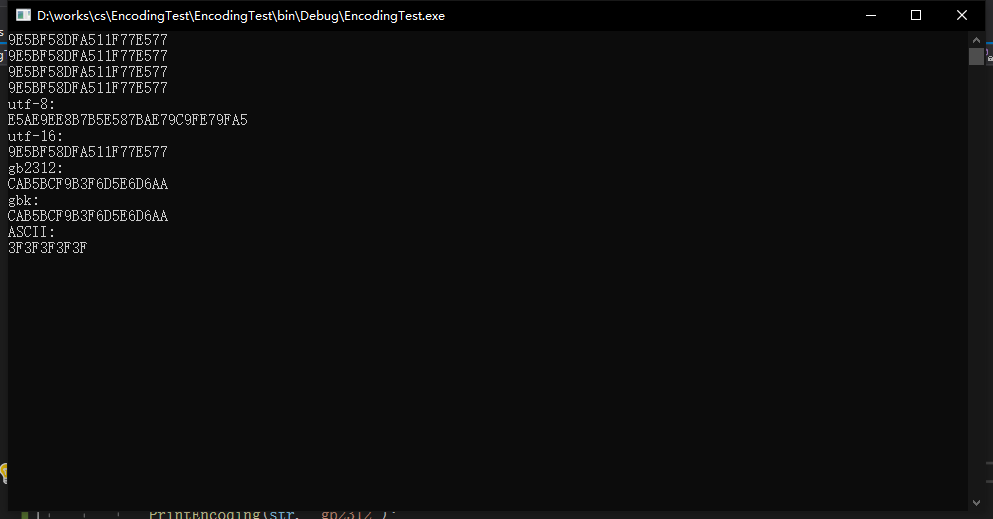 D:\works\cs\EncodingTest\EncodingTest\bin\Debug\EncodingTest.exe
9E5BF58DFA511F77E577
9E5BF58DFA511F77E577
9E5BF58DFA511F77E577
9E5BF58DFA511F77E577
utf-8:
E5AE9EE8B7B5E587BAE79C9FE79FA5
utf-16:
9E5BF58DFA511F77E577
gb2312:
CAB5BCF9B3F6D5E6D6AA
gbk:
CAB5BCF9B3F6D5E6D6AA
ASCII:
3F3F3F3F3F
PrintEncoding(str, "gb2312");